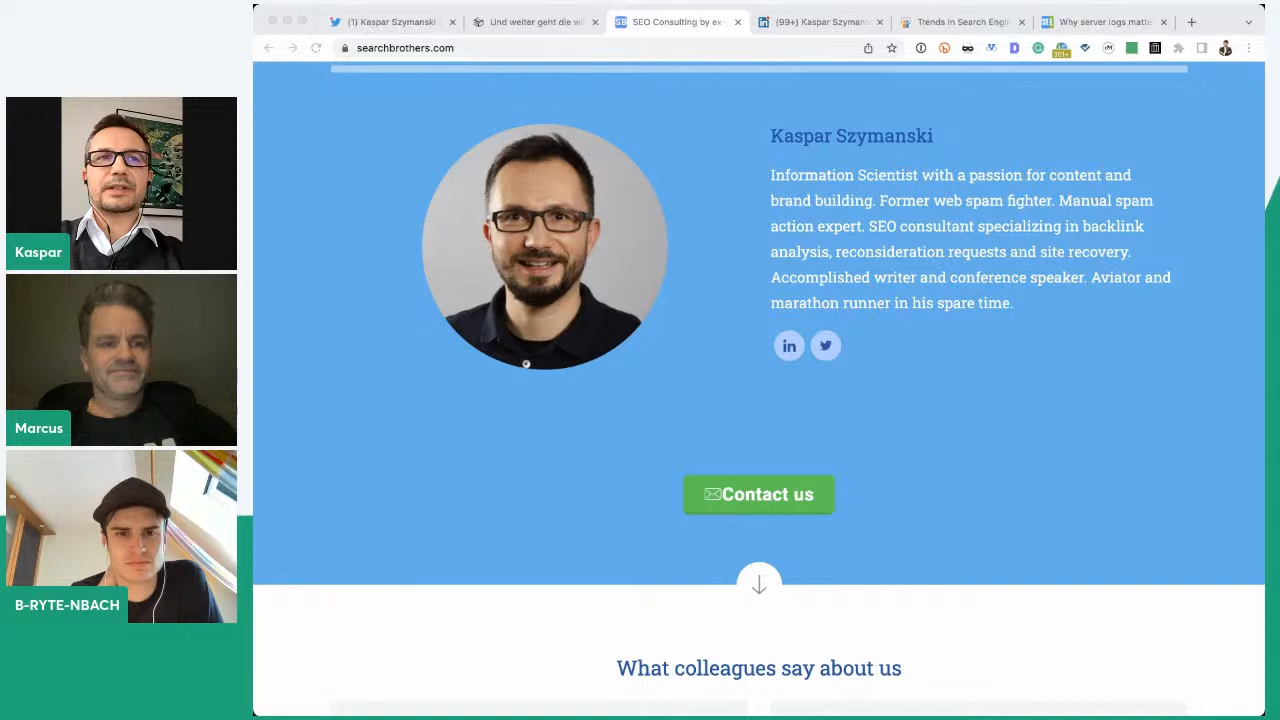 (1) Kaspar Szymanski
Und weiter geht die wi
SEO Consulting by ex-
(99+) Kaspar Szymans
Trends in Search Engi
Why server logs matte
searchbrothers.com
301+
Kaspar
Marcus
B-RYTE-NBACH
Kaspar Szymanski
Information Scientist with a passion for content and
brand building. Former web spam fighter. Manual spam
action expert. SEO consultant specializing in backlink
analysis, reconsideration requests and site recovery.
Accomplished writer and conference speaker. Aviator and
marathon runner in his spare time.
Contact us
What colleagues say about us